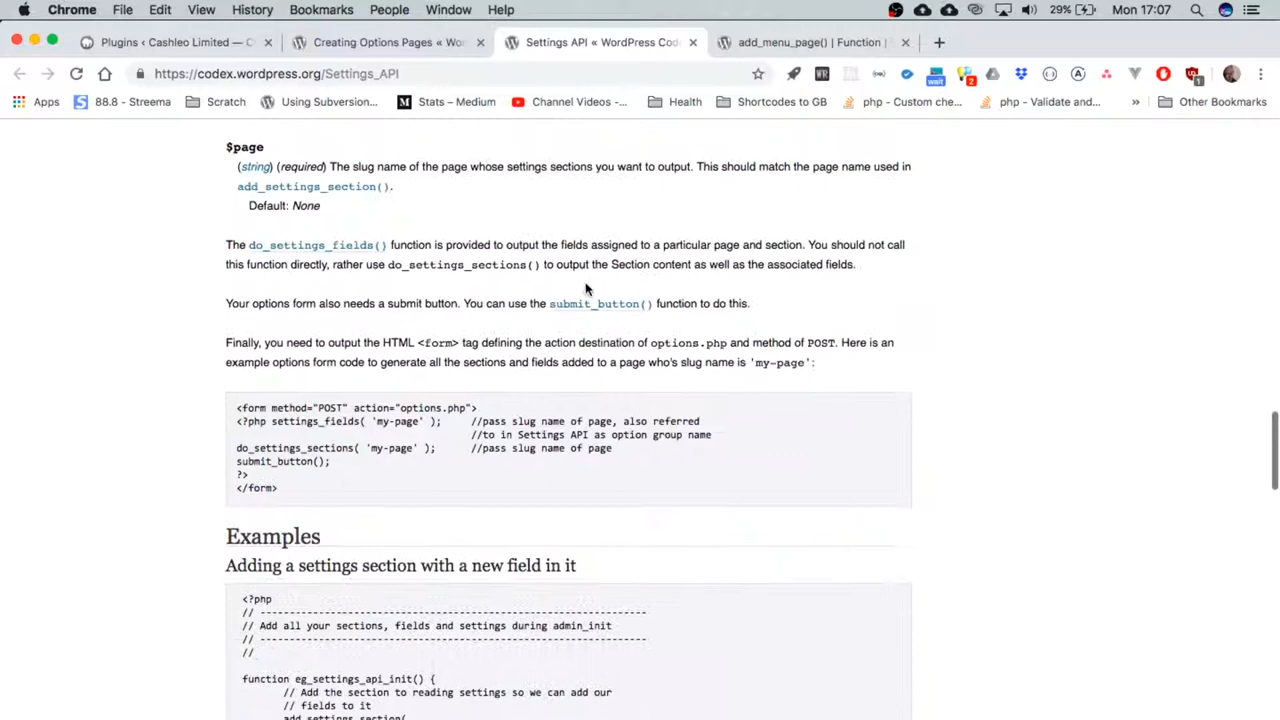 Chrome File Edit View History Bookmarks People Window Help 29% Mon 17:07
Plugins ‹ Cashleo Limited — C
Creating Options Pages « Wor
Settings API « WordPress Cod
add_menu_page() | Function |
https://codex.wordpress.org/Settings_API
wait 2 1
Apps 88.8 - Streema Scratch Using Subversion... Stats – Medium Channel Videos -... Health Shortcodes to GB php - Custom che... php - Validate and... » Other Bookmarks
$page
(string) (required) The slug name of the page whose settings sections you want to output. This should match the page name used in
add_settings_section().
Default: None
The do_settings_fields() function is provided to output the fields assigned to a particular page and section. You should not call
this function directly, rather use do_settings_sections() to output the Section content as well as the associated fields.
Your options form also needs a submit button. You can use the submit_button() function to do this.
Finally, you need to output the HTML <form> tag defining the action destination of options.php and method of POST. Here is an
example options form code to generate all the sections and fields added to a page who's slug name is 'my-page':
<form method="POST" action="options.php">
<?php settings_fields( 'my-page' ); //pass slug name of page, also referred
//to in Settings API as option group name
do_settings_sections( 'my-page' ); //pass slug name of page
submit_button();
?>
</form>
Examples
Adding a settings section with a new field in it
<?php
// ------------------------------------------------------------------
// Add all your sections, fields and settings during admin_init
// ------------------------------------------------------------------
//
function eg_settings_api_init() {
// Add the section to reading settings so we can add our
// fields to it
add_settings_section(